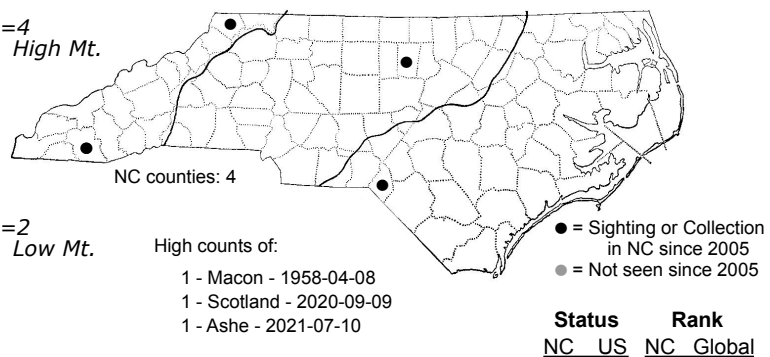 =4
High Mt.
NC counties: 4
=2
Low Mt.
High counts of:
1 - Macon - 1958-04-08
1 - Scotland - 2020-09-09
1 - Ashe - 2021-07-10
● = Sighting or Collection
in NC since 2005
● = Not seen since 2005
Status Rank
NC US NC Global